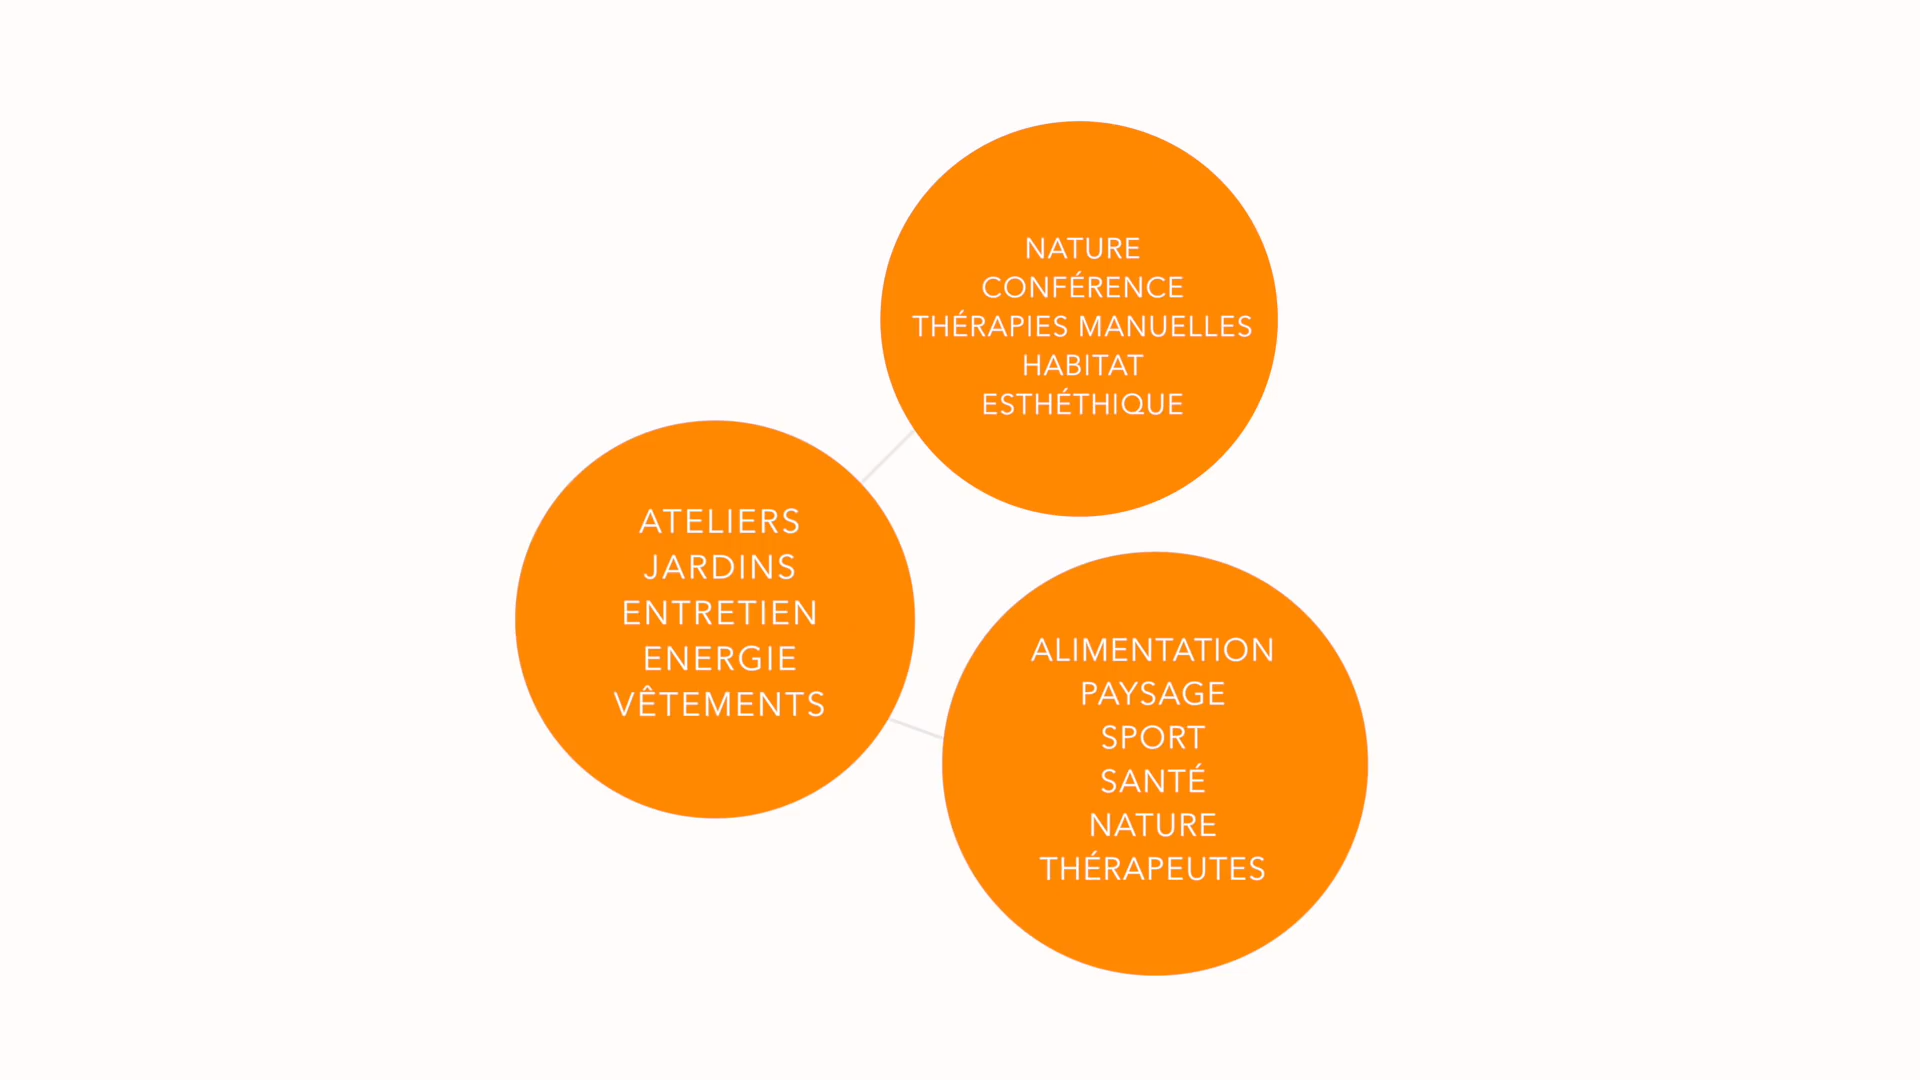 NATURE
CONFÉRENCE
THÉRAPIES MANUELLES
HABITAT
ESTHÉTHIQUE
ATELIERS
JARDINS
ENTRETIEN
ENERGIE
VÊTEMENTS
ALIMENTATION
PAYSAGE
SPORT
SANTÉ
NATURE
THÉRAPEUTES